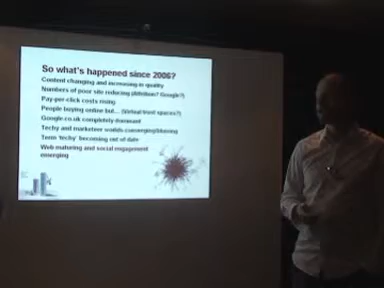 So what's happened since 2006?
Content changing and increasing in quality
Numbers of poor site reducing (Attrition? Google?)
Pay-per-click costs rising
People buying online but... (Virtual trust spaces?)
Google.co.uk completely dominant
Techy and marketeer worlds converging/blurring
Term 'techy' becoming out of date
Web maturing and social engagement
emerging